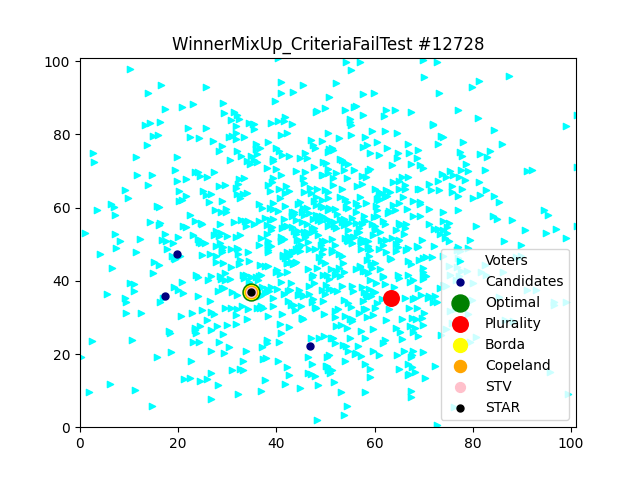 WinnerMixUp_CriteriaFailTest #12728
100
80
60
40
20
0
0
20
40
60
80
100
Voters
Candidates
Optimal
Plurality
Borda
Copeland
STV
STAR